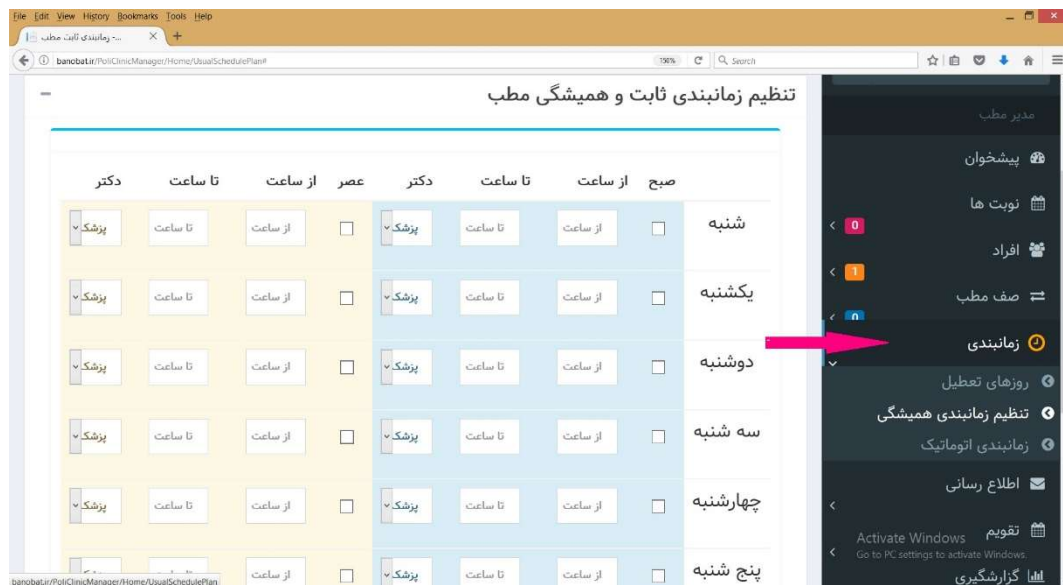 File Edit View History Bookmarks Tools Help
زمانبندی ثابت مطب -...
banobat.ir/PoliClinicManager/Home/UsualSchedulePlan#
150%
Search
تنظیم زمانبندی ثابت و همیشگی مطب
صبح از ساعت تا ساعت دکتر عصر از ساعت تا ساعت دکتر
شنبه از ساعت تا ساعت پزشک از ساعت تا ساعت پزشک
یکشنبه از ساعت تا ساعت پزشک از ساعت تا ساعت پزشک
دوشنبه از ساعت تا ساعت پزشک از ساعت تا ساعت پزشک
سه شنبه از ساعت تا ساعت پزشک از ساعت تا ساعت پزشک
چهارشنبه از ساعت تا ساعت پزشک از ساعت تا ساعت پزشک
پنج شنبه از ساعت تا ساعت پزشک از ساعت
مدیر مطب
پیشخوان
نوبت ها
0
افراد
1
صف مطب
0
زمانبندی
روزهای تعطیل
تنظیم زمانبندی همیشگی
زمانبندی اتوماتیک
اطلاع رسانی
تقویم
گزارشگیری
Activate Windows
Go to PC settings to activate Windows.
banobat.ir/PoliClinicManager/Home/UsualSchedulePlan